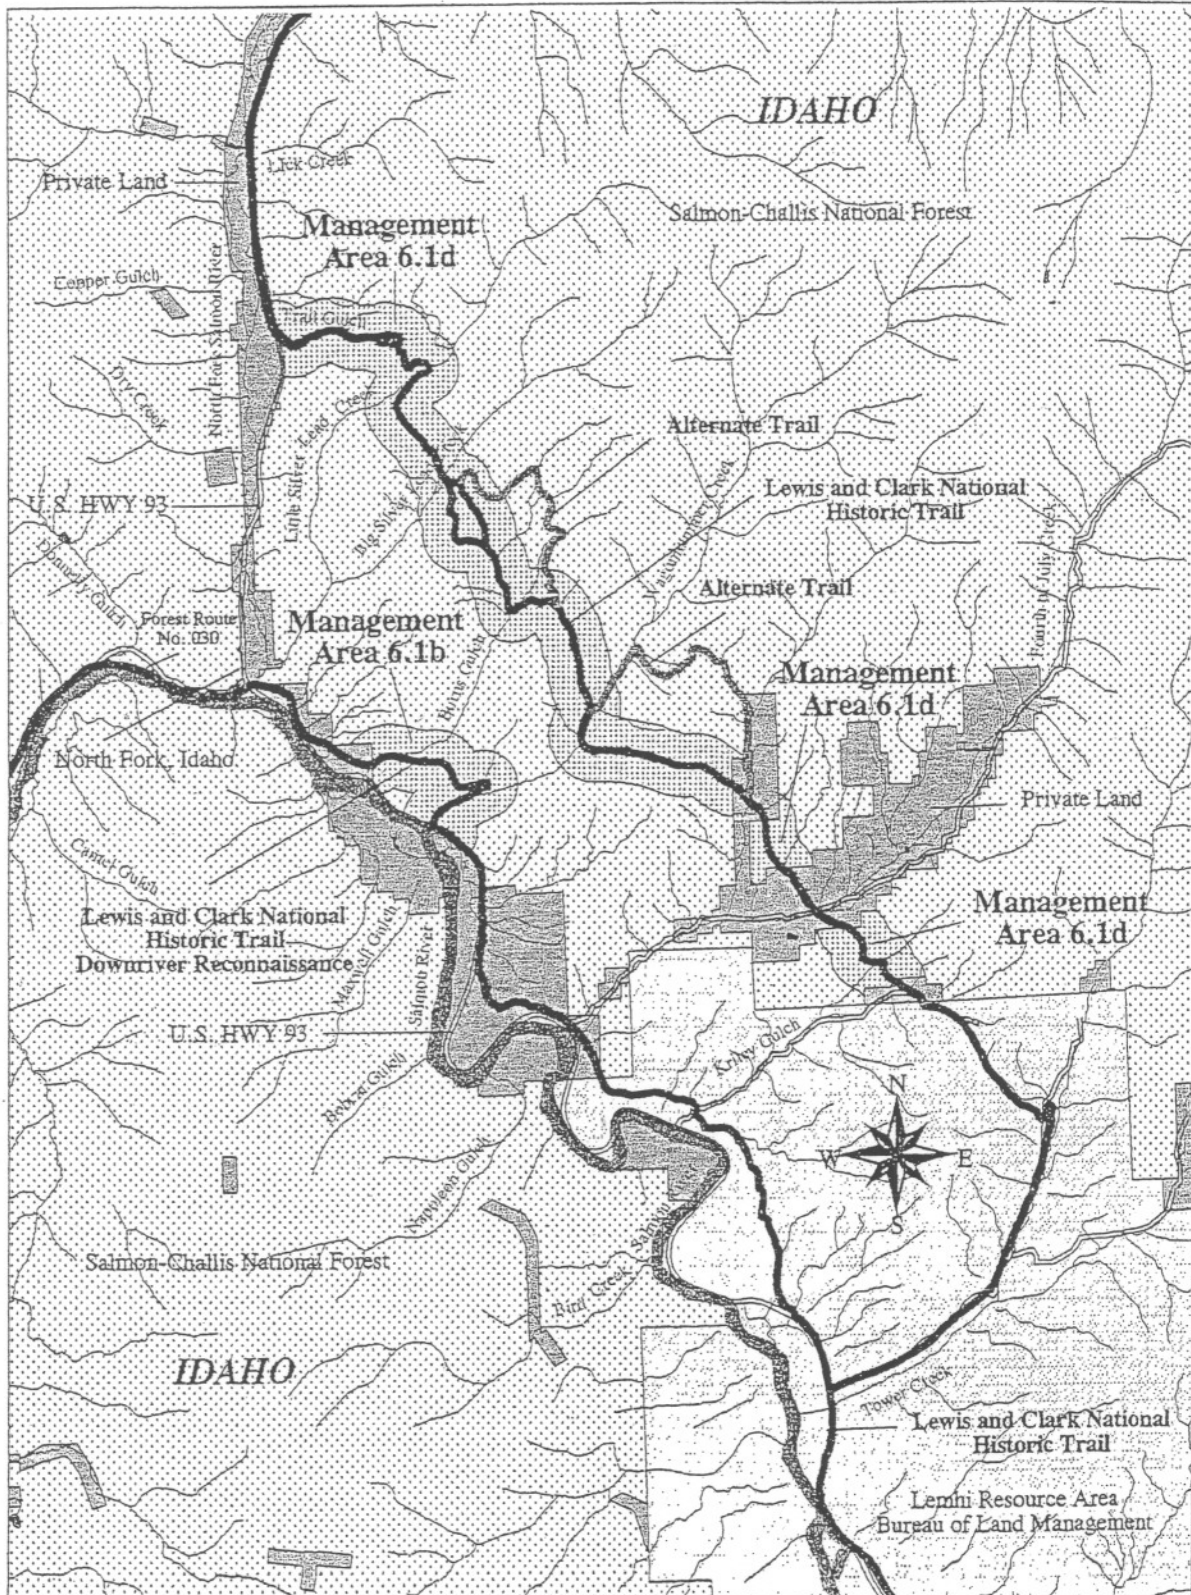 IDAHO
Lick Creek
Private Land
Salmon-Challis National Forest
Management
Area 6.1d
North Fork Salmon River
Copper Gulch
Trail Gulch
Dry Creek
Little Silver Lead Creek
Alternate Trail
Big Silver
Lewis and Clark National
Historic Trail
U.S. HWY 93
Wagonhammer Creek
Fourth of July Creek
Donnelly Gulch
Alternate Trail
Forest Route
No. 030
Management
Area 6.1b
Burns Gulch
Management
Area 6.1d
North Fork, Idaho
Private Land
Camel Gulch
Management
Area 6.1d
Lewis and Clark National
Historic Trail
Downriver Reconnaissance
Maxwell Gulch
Salmon River
U.S. HWY 93
Kriley Gulch
Gulch
N
W
E
S
Napoleon Gulch
Salmon
Bird Creek
Salmon-Challis National Forest
IDAHO
Tower Creek
Lewis and Clark National
Historic Trail
Lemhi Resource Area
Bureau of Land Management